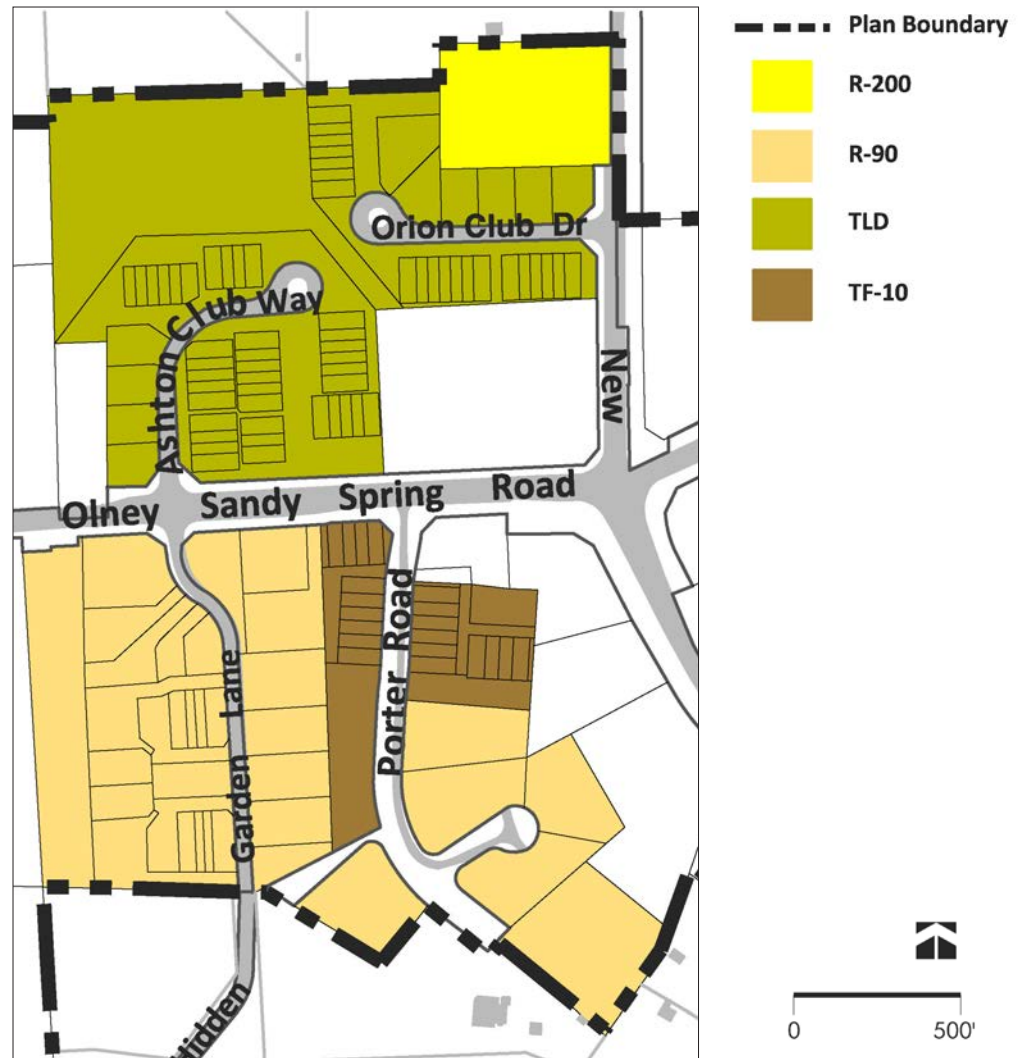 Plan Boundary
R-200
R-90
TLD
TF-10
Orion Club Dr
Ashton Club Way
New
Olney Sandy Spring Road
Porter Road
Garden Lane
Hidden
0 500'